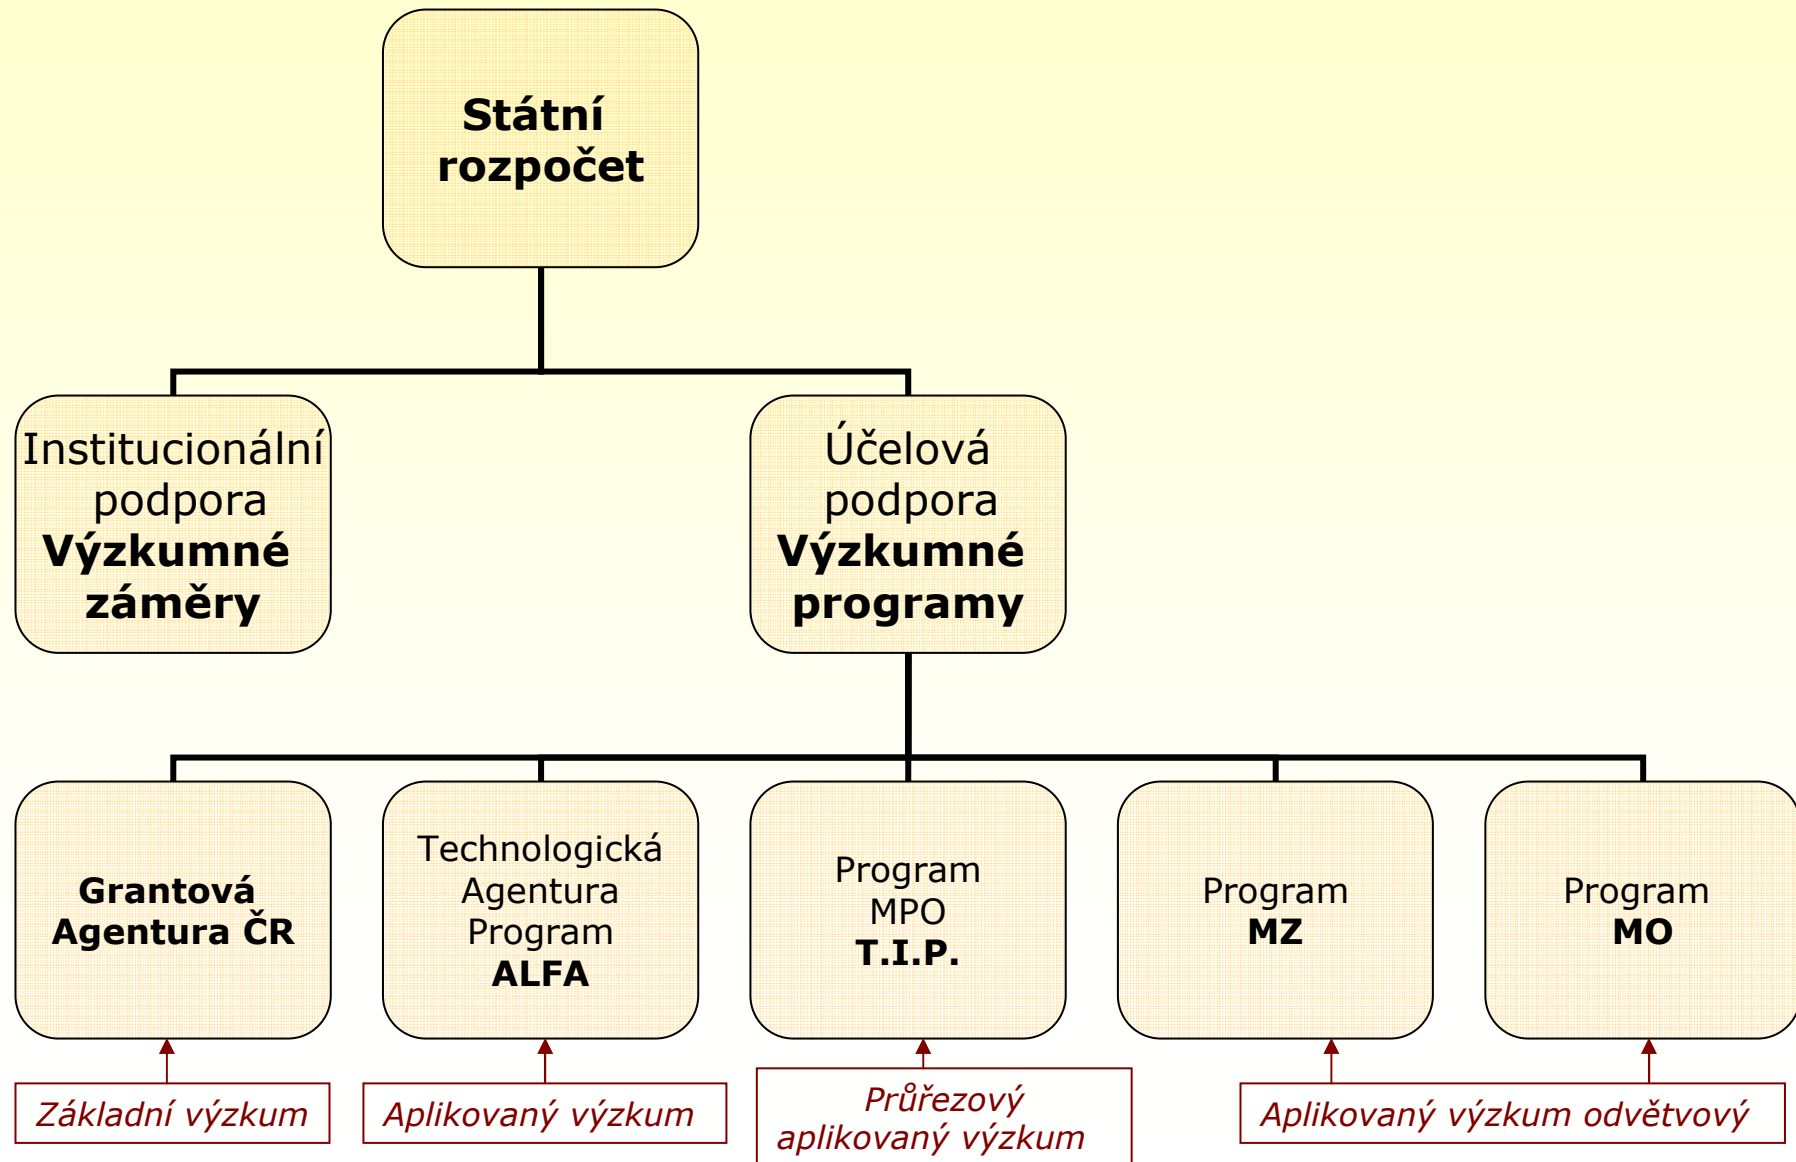 Státní
rozpočet
Institucionální
podpora
Výzkumné
záměry
Účelová
podpora
Výzkumné
programy
Grantová
Agentura ČR
Technologická
Agentura
Program
ALFA
Program
MPO
T.I.P.
Program
MZ
Program
MO
Základní výzkum
Aplikovaný výzkum
Průřezový
aplikovaný výzkum
Aplikovaný výzkum odvětvový